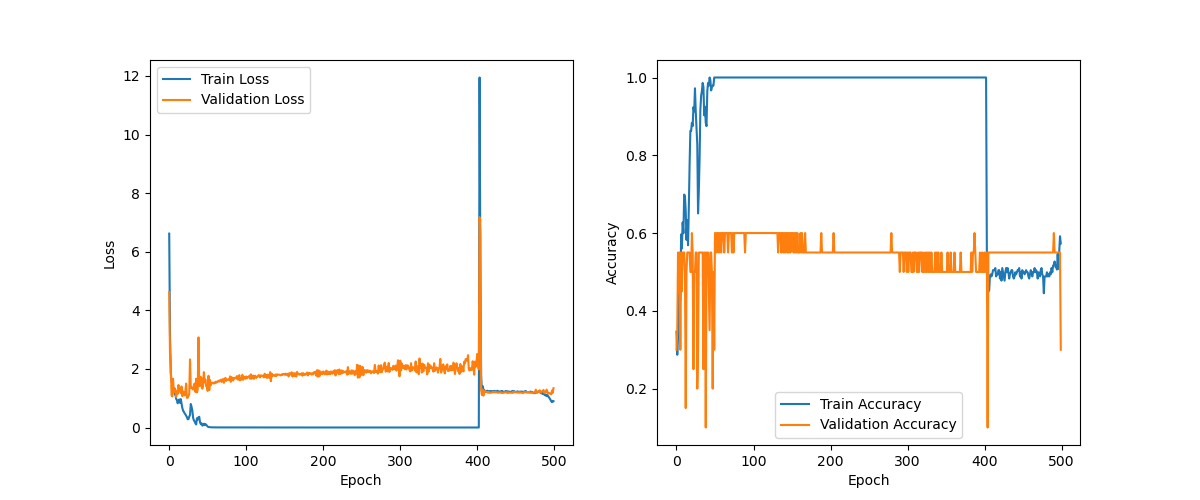 Train Loss
Validation Loss
12
10
8
6
4
2
0
Loss
0 100 200 300 400 500
Epoch
1.0
0.8
0.6
0.4
0.2
Accuracy
Train Accuracy
Validation Accuracy
0 100 200 300 400 500
Epoch